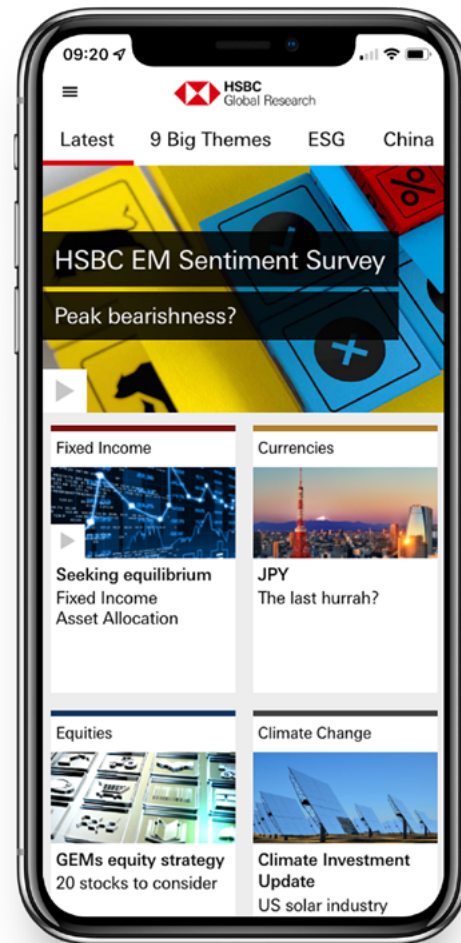 09:20
HSBC
Global Research
Latest
9 Big Themes
ESG
China
%
HSBC EM Sentiment Survey
Peak bearishness?
Fixed Income
Seeking equilibrium
Fixed Income
Asset Allocation
Currencies
JPY
The last hurrah?
Equities
GEMs equity strategy
20 stocks to consider
Climate Change
Climate Investment
Update
US solar industry